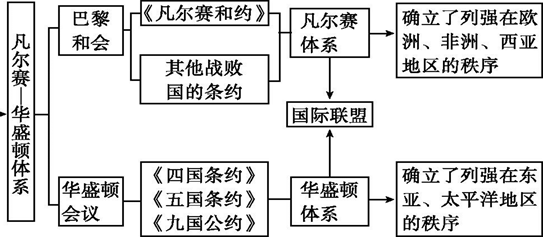 凡尔赛—华盛顿体系
巴黎
和会
《凡尔赛和约》
其他战败
国的条约
凡尔赛
体系
确立了列强在欧
洲、非洲、西亚
地区的秩序
国际联盟
华盛顿
会议
《四国条约》
《五国条约》
《九国公约》
华盛顿
体系
确立了列强在东
亚、太平洋地区
的秩序